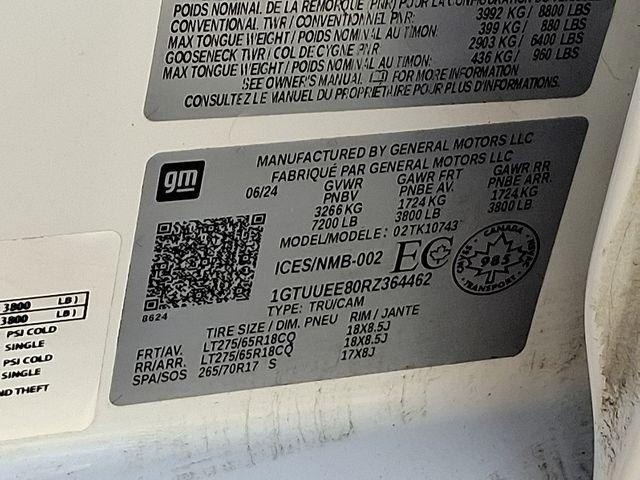 POIDS NOMINAL DE LA REMORQUE (PNR) POUR LA CONFIGURATION
CONVENTIONAL TWR / CONVENTIONNEL PNR: 3992 KG / 8800 LBS
MAX TONGUE WEIGHT / POIDS NOMINAL AU TIMON: 399 KG / 880 LBS
GOOSENECK TWR / COL DE CYGNE PNR 2903 KG / 6400 LBS
MAX TONGUE WEIGHT / POIDS NOMINAL AU TIMON: 436 KG / 960 LBS
SEE OWNER'S MANUAL FOR MORE INFORMATION
CONSULTEZ LE MANUEL DU PROPRIÉTAIRE POUR PLUS D'INFORMATIONS.
gm
MANUFACTURED BY GENERAL MOTORS LLC
FABRIQUÉ PAR GENERAL MOTORS LLC
06/24 GVWR GAWR FRT GAWR RR
PNBV PNBE AV. PNBE ARR.
3266 KG 1724 KG 1724 KG
7200 LB 3800 LB 3800 LB
MODEL/MODELE: 02TK10743
ICES/NMB-002 EC
CANADA
985
TRANSPORT
1GTUUEE80RZ364462
TYPE: TRU/CAM
8624
TIRE SIZE / DIM. PNEU RIM / JANTE
FRT/AV. LT275/65R18CQ 18X8.5J
RR/ARR. LT275/65R18CQ 18X8.5J
SPA/SOS 265/70R17 S 17X8J
3800 LB)
3800 LB)
PSI COLD
SINGLE
PSI COLD
SINGLE
THEFT